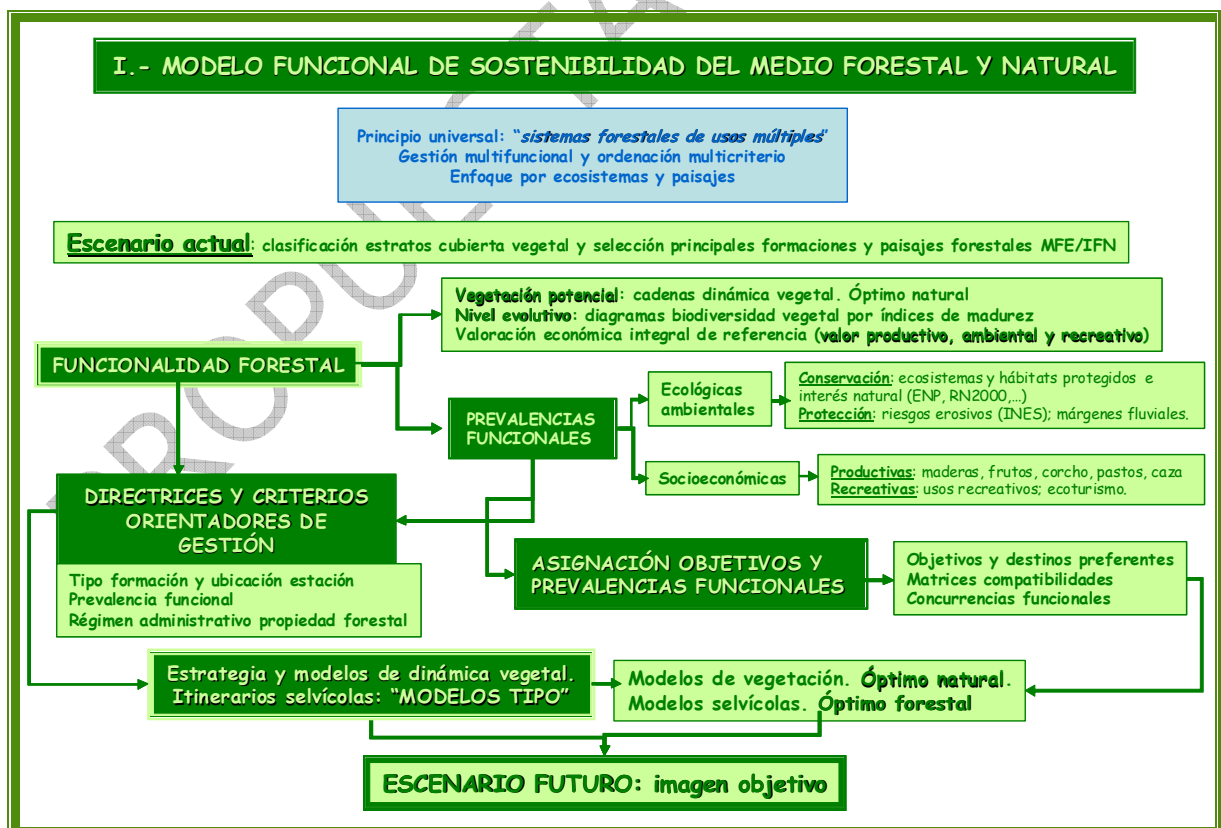 I.- MODELO FUNCIONAL DE SOSTENIBILIDAD DEL MEDIO FORESTAL Y NATURAL
Principio universal: "sistemas forestales de usos múltiples"
Gestión multifuncional y ordenación multicriterio
Enfoque por ecosistemas y paisajes
Escenario actual: clasificación estratos cubierta vegetal y selección principales formaciones y paisajes forestales MFE/IFN
Vegetación potencial: cadenas dinámica vegetal. Óptimo natural
Nivel evolutivo: diagramas biodiversidad vegetal por índices de madurez
Valoración económica integral de referencia (valor productivo, ambiental y recreativo)
FUNCIONALIDAD FORESTAL
PREVALENCIAS
FUNCIONALES
Ecológicas
ambientales
Conservación: ecosistemas y hábitats protegidos e
interés natural (ENP, RN2000,...)
Protección: riesgos erosivos (INES); márgenes fluviales.
Socioeconómicas
Productivas: maderas, frutos, corcho, pastos, caza
Recreativas: usos recreativos; ecoturismo.
DIRECTRICES Y CRITERIOS
ORIENTADORES DE
GESTIÓN
Tipo formación y ubicación estación
Prevalencia funcional
Régimen administrativo propiedad forestal
ASIGNACIÓN OBJETIVOS Y
PREVALENCIAS FUNCIONALES
Objetivos y destinos preferentes
Matrices compatibilidades
Concurrencias funcionales
Estrategia y modelos de dinámica vegetal.
Itinerarios selvícolas: "MODELOS TIPO"
Modelos de vegetación. Óptimo natural.
Modelos selvícolas. Óptimo forestal
ESCENARIO FUTURO: imagen objetivo
PROPUESTA